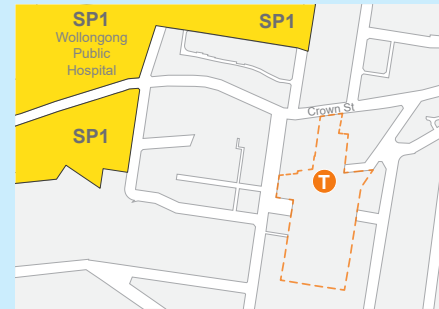 SP1
Wollongong
Public
Hospital
SP1
SP1
Crown St
T